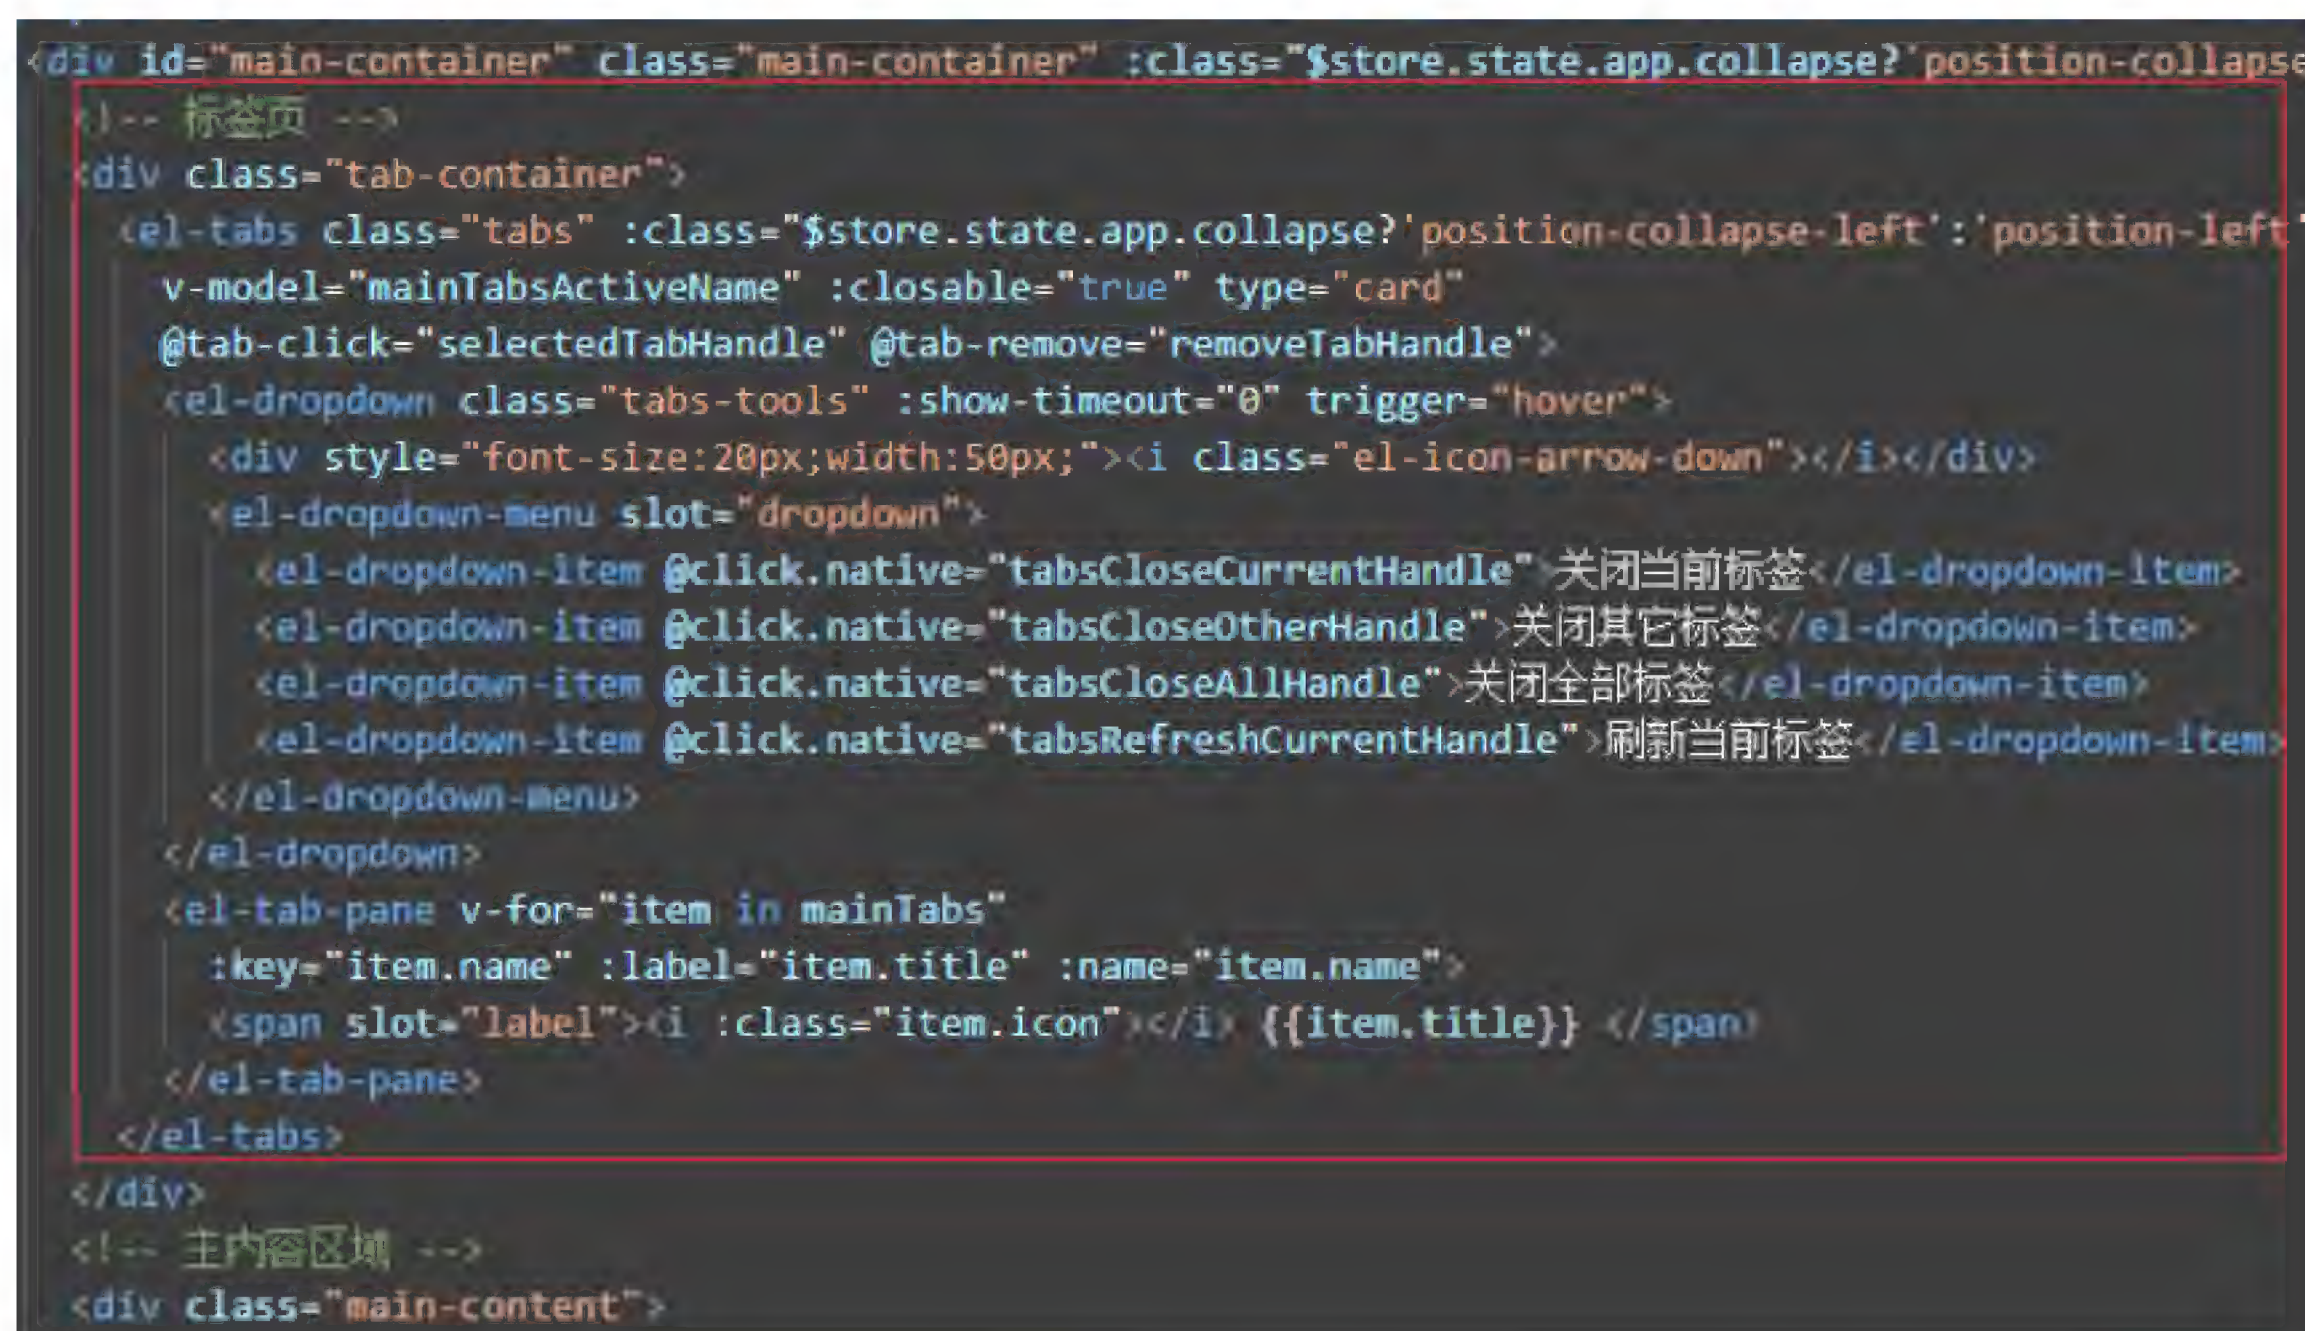 <div id="main-container" class="main-container" :class="$store.state.app.collapse?'position-collapse
<!-- 标签页 -->
<div class="tab-container">
<el-tabs class="tabs" :class="$store.state.app.collapse?'position-collapse-left':'position-left'
v-model="mainTabsActiveName" :closable="true" type="card"
@tab-click="selectedTabHandle" @tab-remove="removeTabHandle">
<el-dropdown class="tabs-tools" :show-timeout="0" trigger="hover">
<div style="font-size:20px;width:50px;"><i class="el-icon-arrow-down"></i></div>
<el-dropdown-menu slot="dropdown">
<el-dropdown-item @click.native="tabsCloseCurrentHandle">关闭当前标签</el-dropdown-item>
<el-dropdown-item @click.native="tabsCloseOtherHandle">关闭其它标签</el-dropdown-item>
<el-dropdown-item @click.native="tabsCloseAllHandle">关闭全部标签</el-dropdown-item>
<el-dropdown-item @click.native="tabsRefreshCurrentHandle">刷新当前标签</el-dropdown-item>
</el-dropdown-menu>
</el-dropdown>
<el-tab-pane v-for="item in mainTabs"
:key="item.name" :label="item.title" :name="item.name">
<span slot="label"><i :class="item.icon"></i> {{item.title}} </span>
</el-tab-pane>
</el-tabs>
</div>
<!-- 主内容区域 -->
<div class="main-content">